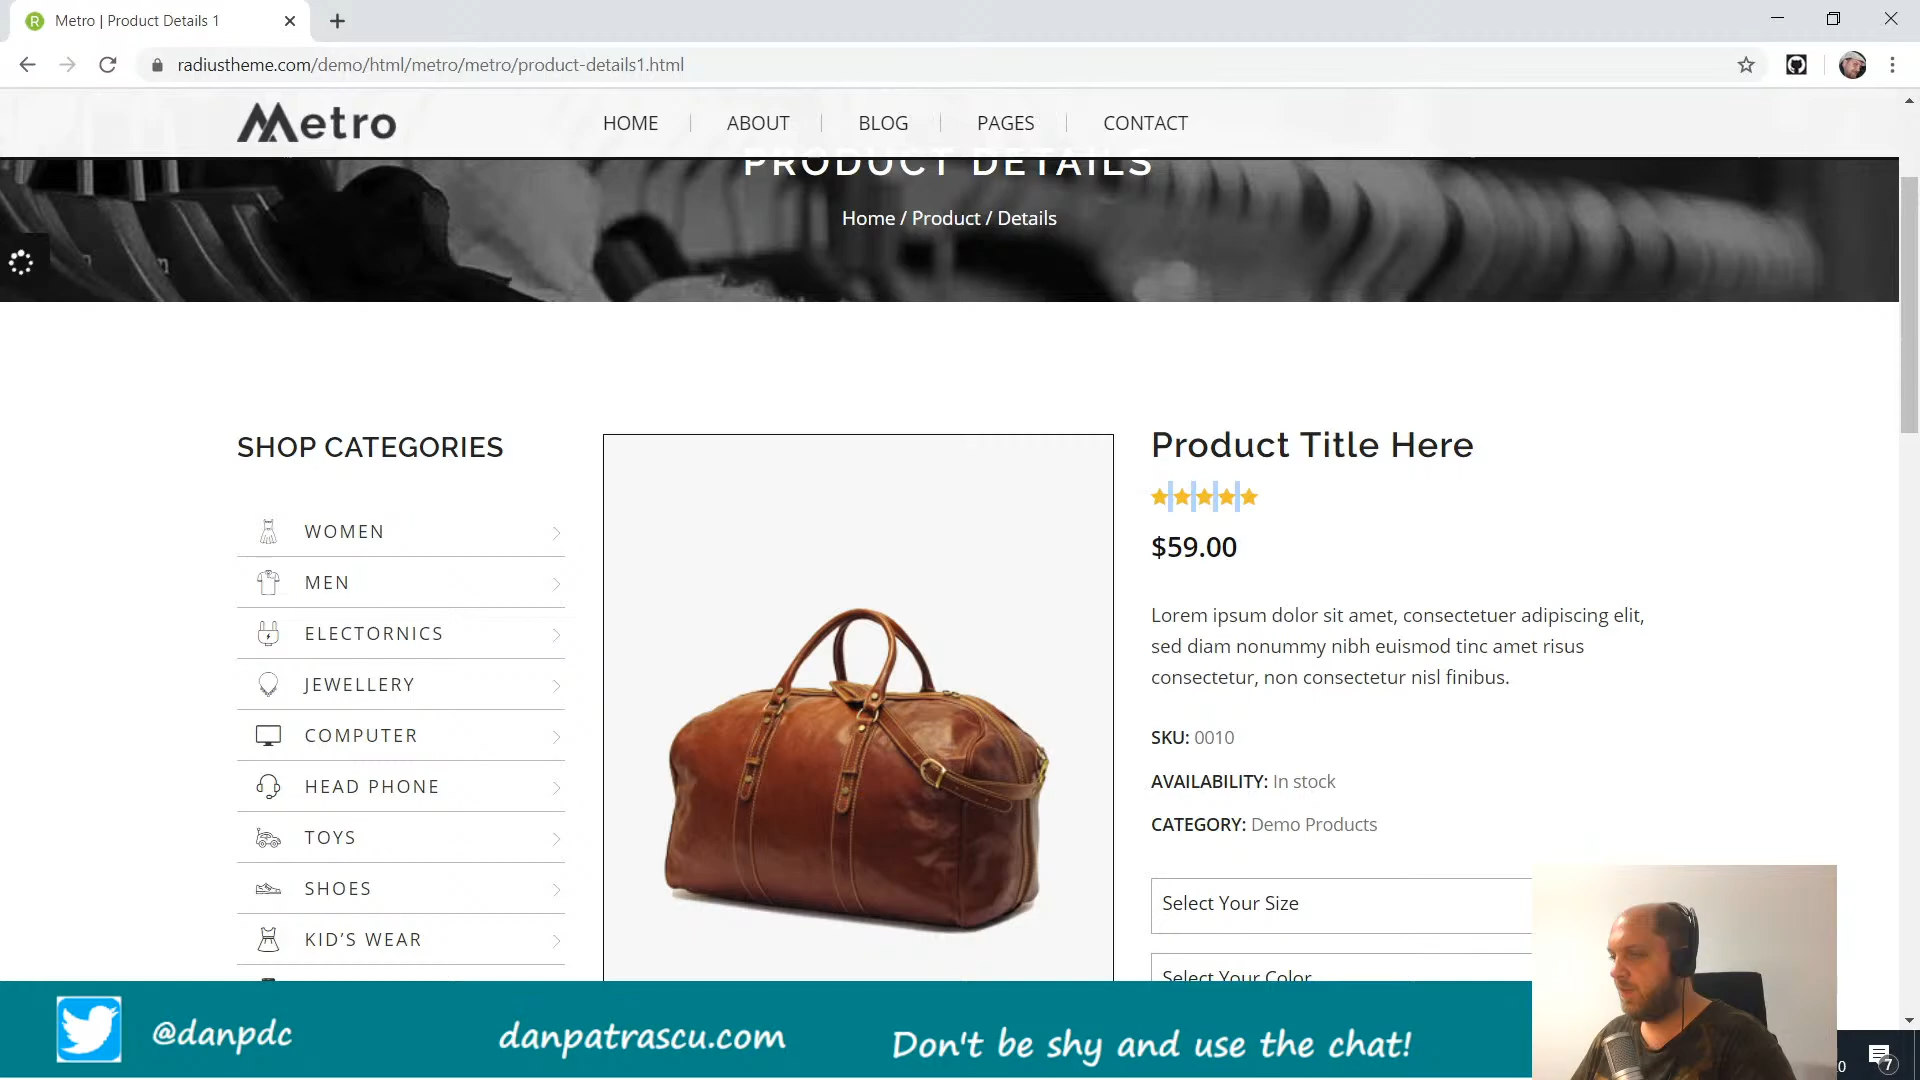 Metro | Product Details 1
radiustheme.com/demo/html/metro/metro/product-details1.html
Metro
HOME
ABOUT
BLOG
PAGES
CONTACT
PRODUCT DETAILS
Home / Product / Details
SHOP CATEGORIES
WOMEN
MEN
ELECTORNICS
JEWELLERY
COMPUTER
HEAD PHONE
TOYS
SHOES
KID’S WEAR
Product Title Here
$59.00
Lorem ipsum dolor sit amet, consectetuer adipiscing elit,
sed diam nonummy nibh euismod tinc amet risus
consectetur, non consectetur nisl finibus.
SKU: 0010
AVAILABILITY: In stock
CATEGORY: Demo Products
Select Your Size
Select Your Color
@danpdc
danpatrascu.com
Don't be shy and use the chat!
7